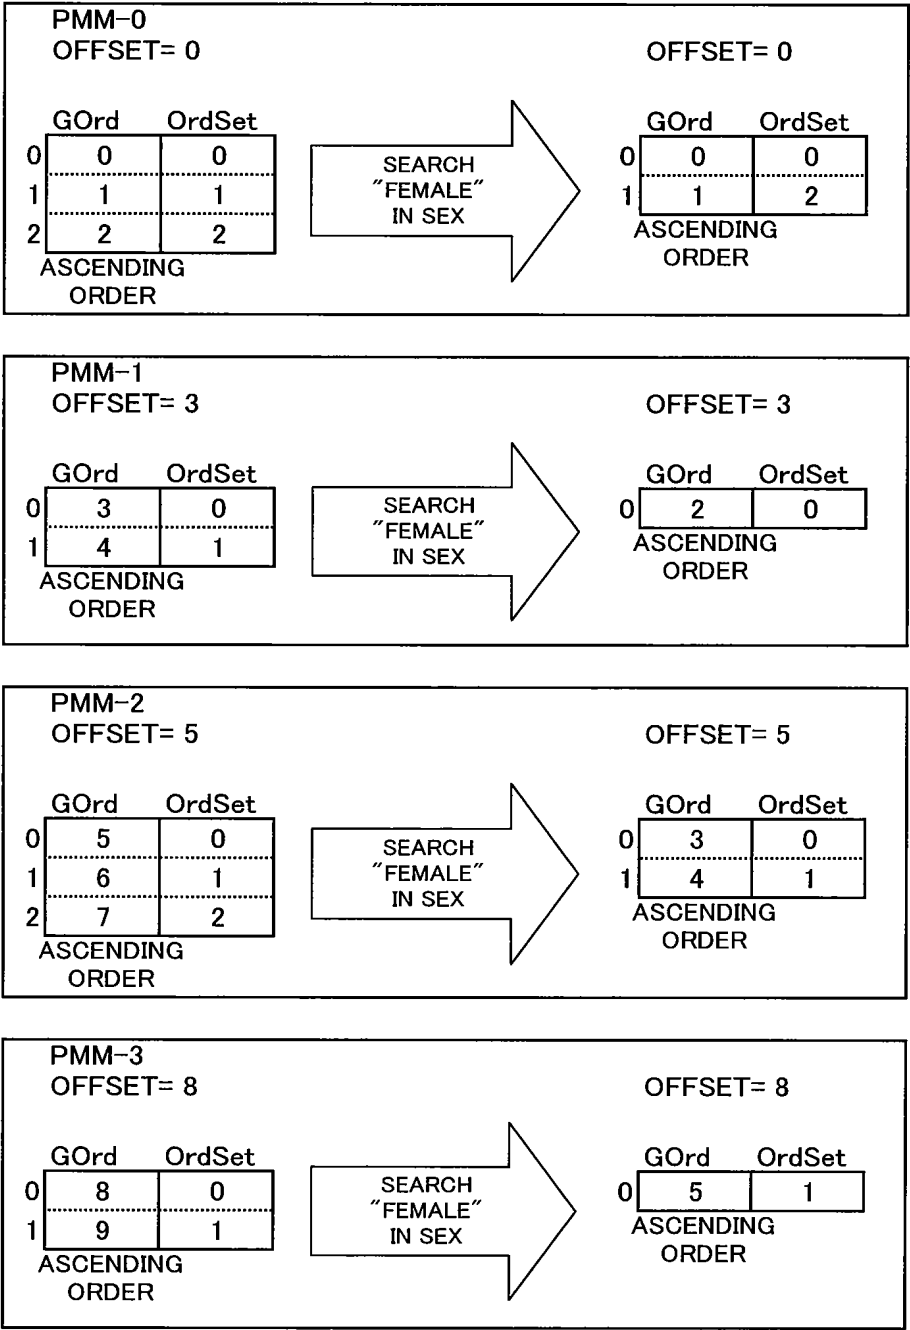 PMM-0
OFFSET= 0
OFFSET= 0
GOrd OrdSet
0 0 0
1 1 1
2 2 2
ASCENDING
ORDER
SEARCH
"FEMALE"
IN SEX
GOrd OrdSet
0 0 0
1 1 2
ASCENDING
ORDER
PMM-1
OFFSET= 3
OFFSET= 3
GOrd OrdSet
0 3 0
1 4 1
ASCENDING
ORDER
SEARCH
"FEMALE"
IN SEX
GOrd OrdSet
0 2 0
ASCENDING
ORDER
PMM-2
OFFSET= 5
OFFSET= 5
GOrd OrdSet
0 5 0
1 6 1
2 7 2
ASCENDING
ORDER
SEARCH
"FEMALE"
IN SEX
GOrd OrdSet
0 3 0
1 4 1
ASCENDING
ORDER
PMM-3
OFFSET= 8
OFFSET= 8
GOrd OrdSet
0 8 0
1 9 1
ASCENDING
ORDER
SEARCH
"FEMALE"
IN SEX
GOrd OrdSet
0 5 1
ASCENDING
ORDER